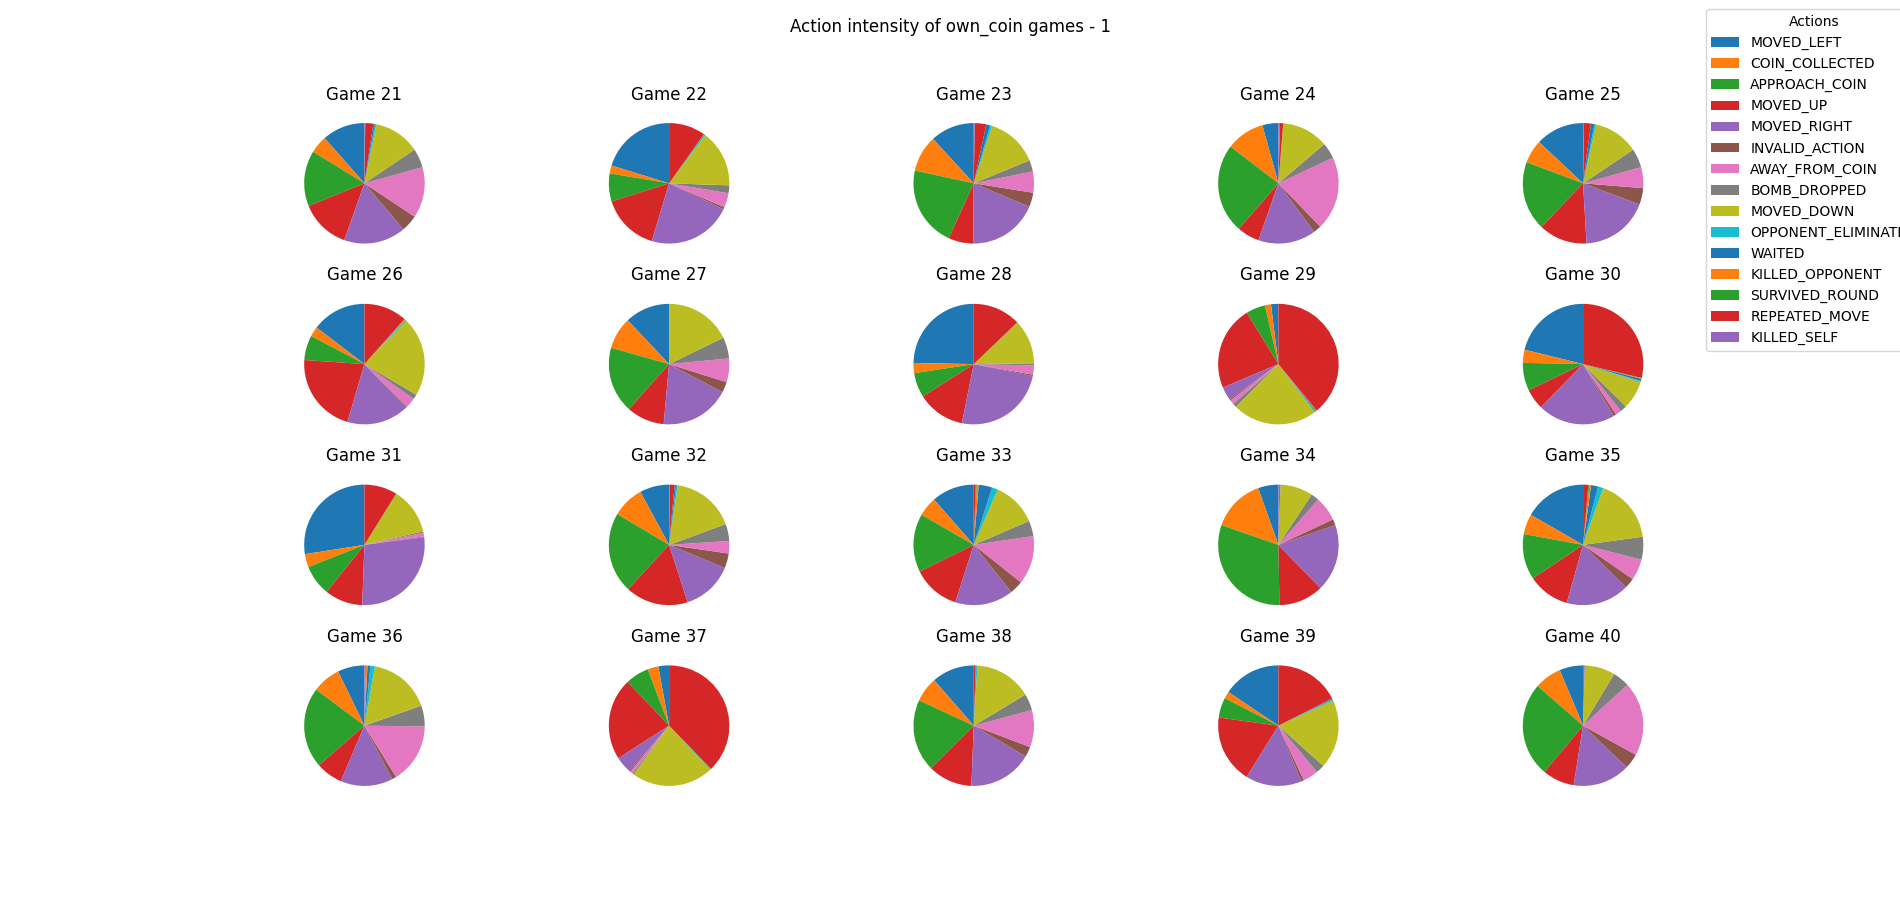 Action intensity of own_coin games - 1
Actions
MOVED_LEFT
COIN_COLLECTED
APPROACH_COIN
MOVED_UP
MOVED_RIGHT
INVALID_ACTION
AWAY_FROM_COIN
BOMB_DROPPED
MOVED_DOWN
OPPONENT_ELIMINAT
WAITED
KILLED_OPPONENT
SURVIVED_ROUND
REPEATED_MOVE
KILLED_SELF
Game 21
Game 22
Game 23
Game 24
Game 25
Game 26
Game 27
Game 28
Game 29
Game 30
Game 31
Game 32
Game 33
Game 34
Game 35
Game 36
Game 37
Game 38
Game 39
Game 40